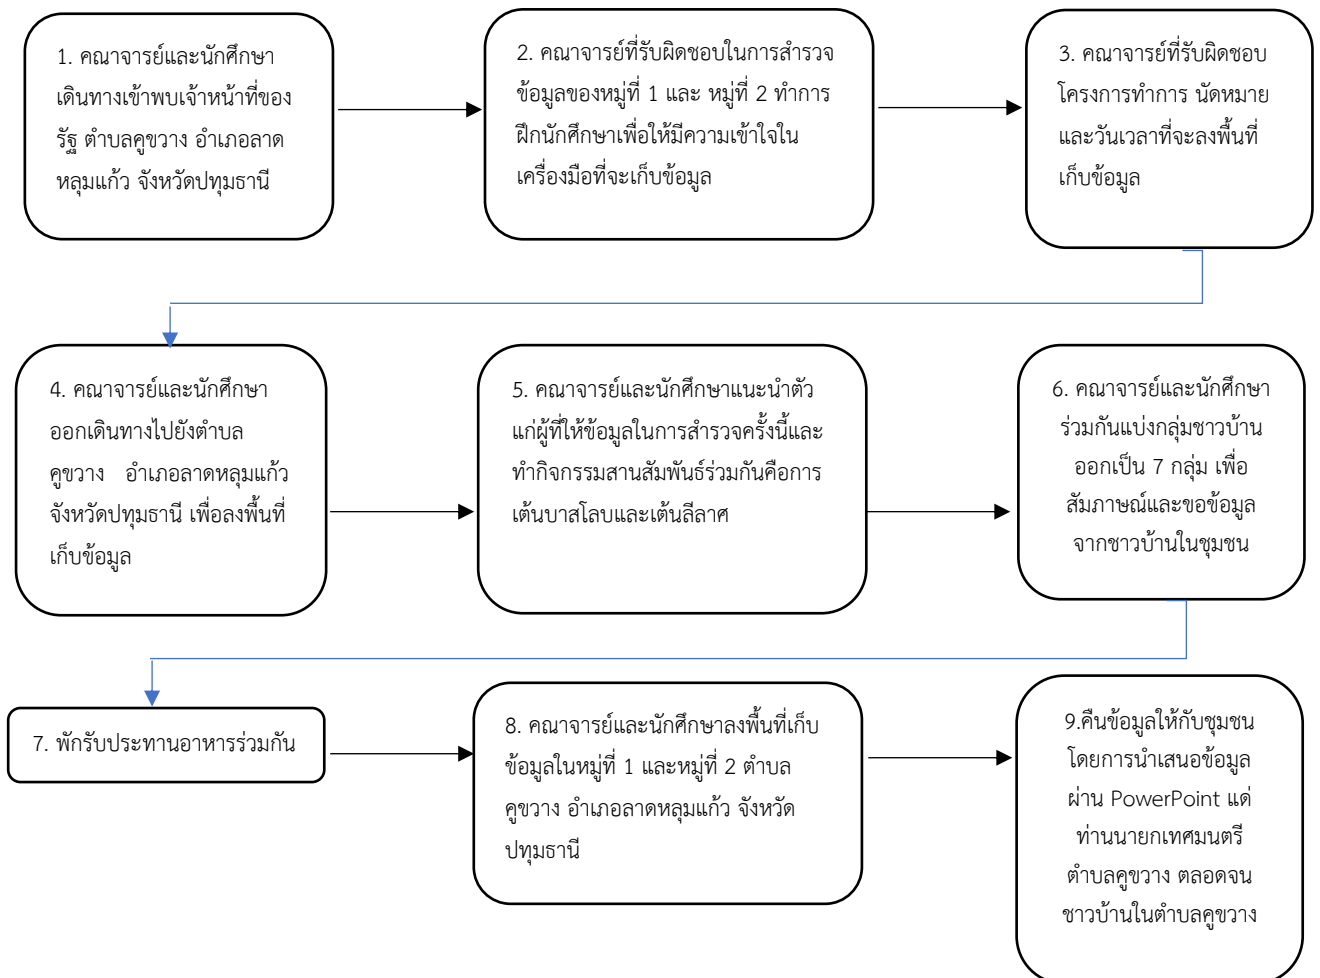 1. คณาจารย์และนักศึกษา
เดินทางเข้าพบเจ้าหน้าที่ของ
รัฐ ตำบลคูขวาง อำเภอลาด
หลุมแก้ว จังหวัดปทุมธานี
2. คณาจารย์ที่รับผิดชอบในการสำรวจ
ข้อมูลของหมู่ที่ 1 และ หมู่ที่ 2 ทำการ
ฝึกนักศึกษาเพื่อให้มีความเข้าใจใน
เครื่องมือที่จะเก็บข้อมูล
3. คณาจารย์ที่รับผิดชอบ
โครงการทำการ นัดหมาย
และวันเวลาที่จะลงพื้นที่
เก็บข้อมูล
4. คณาจารย์และนักศึกษา
ออกเดินทางไปยังตำบล
คูขวาง อำเภอลาดหลุมแก้ว
จังหวัดปทุมธานี เพื่อลงพื้นที่
เก็บข้อมูล
5. คณาจารย์และนักศึกษาแนะนำตัว
แก่ผู้ที่ให้ข้อมูลในการสำรวจครั้งนี้และ
ทำกิจกรรมสานสัมพันธ์ร่วมกันคือการ
เต้นบาสโลบและเต้นลีลาศ
6. คณาจารย์และนักศึกษา
ร่วมกันแบ่งกลุ่มชาวบ้าน
ออกเป็น 7 กลุ่ม เพื่อ
สัมภาษณ์และขอข้อมูล
จากชาวบ้านในชุมชน
7. พักรับประทานอาหารร่วมกัน
8. คณาจารย์และนักศึกษาลงพื้นที่เก็บ
ข้อมูลในหมู่ที่ 1 และหมู่ที่ 2 ตำบล
คูขวาง อำเภอลาดหลุมแก้ว จังหวัด
ปทุมธานี
9.คืนข้อมูลให้กับชุมชน
โดยการนำเสนอข้อมูล
ผ่าน PowerPoint แด่
ท่านนายกเทศมนตรี
ตำบลคูขวาง ตลอดจน
ชาวบ้านในตำบลคูขวาง